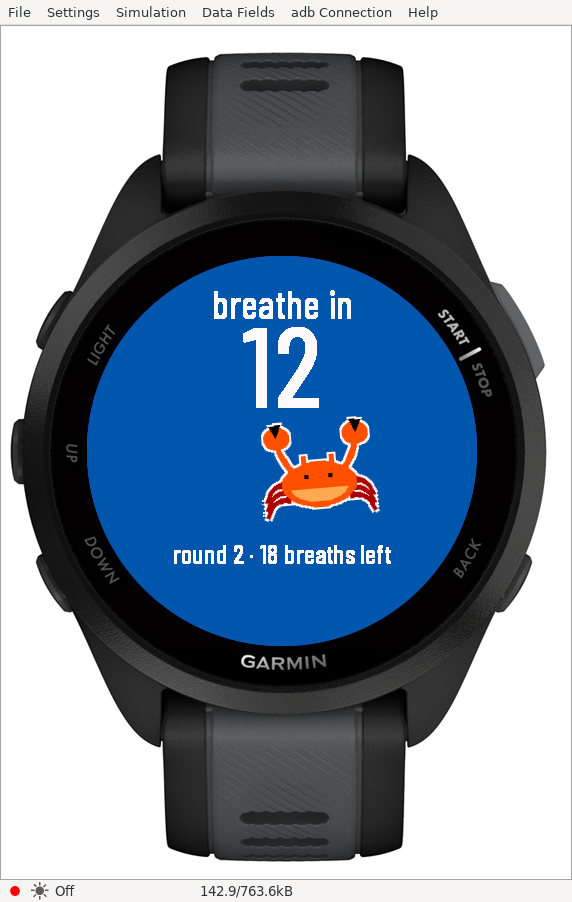 File Settings Simulation Data Fields adb Connection Help
breathe in
12
START
STOP
LIGHT
UP
round 2 · 18 breaths left
DOWN
BACK
GARMIN
Off 142.9/763.6kB